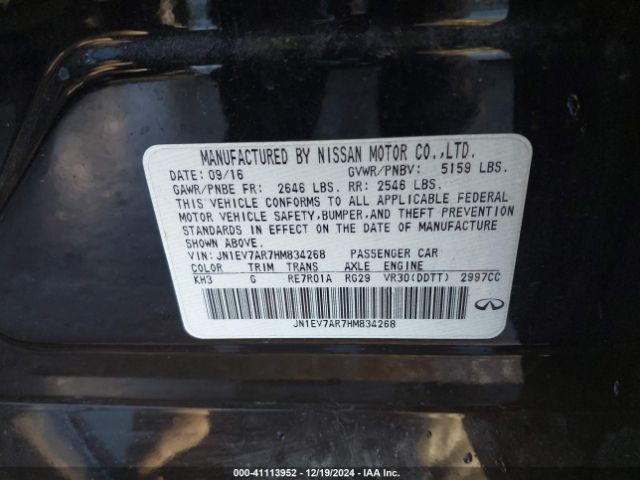 MANUFACTURED BY NISSAN MOTOR CO.,LTD.
DATE: 09/16 GVWR/PNBV: 5159 LBS.
GAWR/PNBE FR: 2646 LBS. RR: 2546 LBS.
THIS VEHICLE CONFORMS TO ALL APPLICABLE FEDERAL
MOTOR VEHICLE SAFETY,BUMPER,AND THEFT PREVENTION
STANDARDS IN EFFECT ON THE DATE OF MANUFACTURE
SHOWN ABOVE.
VIN: JN1EV7AR7HM834268 PASSENGER CAR
COLOR TRIM TRANS AXLE ENGINE
KH3 G RE7R01A RG29 VR30(DDTT) 2997CC
JN1EV7AR7HM834268
000-41113952 - 12/19/2024 - IAA Inc.